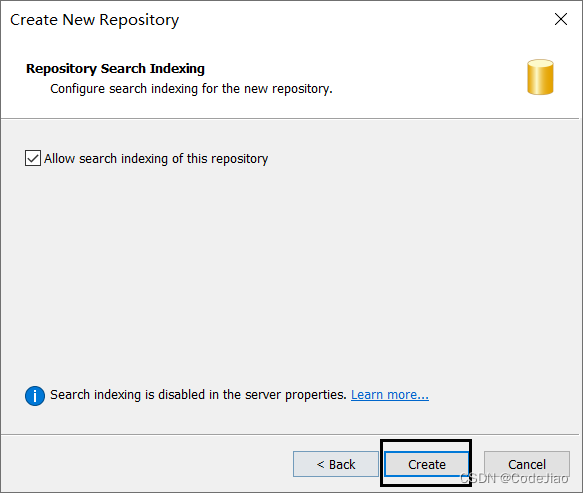 Create New Repository
Repository Search Indexing
Configure search indexing for the new repository.
Allow search indexing of this repository
Search indexing is disabled in the server properties. Learn more...
< Back Create Cancel
CSDN @CodeJiao